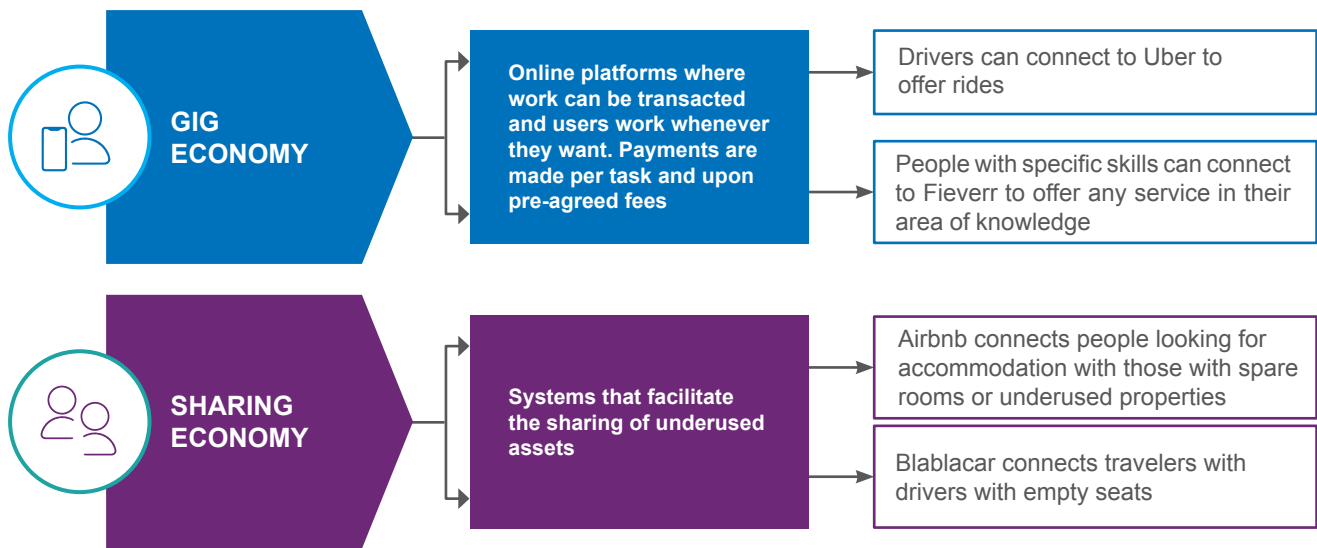 GIG
ECONOMY
Online platforms where
work can be transacted
and users work whenever
they want. Payments are
made per task and upon
pre-agreed fees
Drivers can connect to Uber to
offer rides
People with specific skills can connect
to Fieverr to offer any service in their
area of knowledge
SHARING
ECONOMY
Systems that facilitate
the sharing of underused
assets
Airbnb connects people looking for
accommodation with those with spare
rooms or underused properties
Blablacar connects travelers with
drivers with empty seats